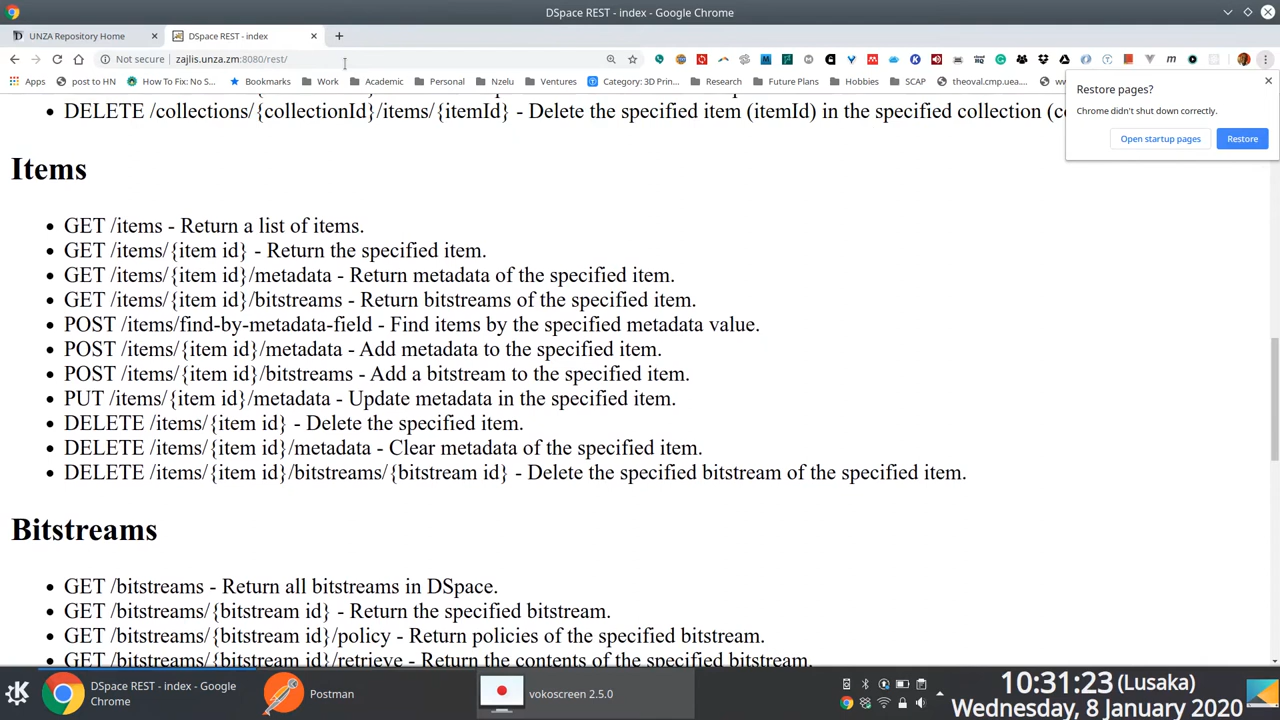 DSpace REST - index - Google Chrome
UNZA Repository Home
DSpace REST - index
Not secure | zajlis.unza.zm:8080/rest/
Apps post to HN How To Fix: No S... Bookmarks Work Academic Personal Nzelu Ventures Category: 3D Prin... Research Future Plans Hobbies SCAP theoval.cmp.uea...
Restore pages?
Chrome didn't shut down correctly.
Open startup pages
Restore
DELETE /collections/{collectionId}/items/{itemId} - Delete the specified item (itemId) in the specified collection
Items
• GET /items - Return a list of items.
• GET /items/{item id} - Return the specified item.
• GET /items/{item id}/metadata - Return metadata of the specified item.
• GET /items/{item id}/bitstreams - Return bitstreams of the specified item.
• POST /items/find-by-metadata-field - Find items by the specified metadata value.
• POST /items/{item id}/metadata - Add metadata to the specified item.
• POST /items/{item id}/bitstreams - Add a bitstream to the specified item.
• PUT /items/{item id}/metadata - Update metadata in the specified item.
• DELETE /items/{item id} - Delete the specified item.
• DELETE /items/{item id}/metadata - Clear metadata of the specified item.
• DELETE /items/{item id}/bitstreams/{bitstream id} - Delete the specified bitstream of the specified item.
Bitstreams
• GET /bitstreams - Return all bitstreams in DSpace.
• GET /bitstreams/{bitstream id} - Return the specified bitstream.
• GET /bitstreams/{bitstream id}/policy - Return policies of the specified bitstream.
• GET /bitstreams/{bitstream id}/retrieve - Return the contents of the specified bitstream.
DSpace REST - index - Google
Chrome
Postman
vokoscreen 2.5.0
10:31:23 (Lusaka)
Wednesday, 8 January 2020